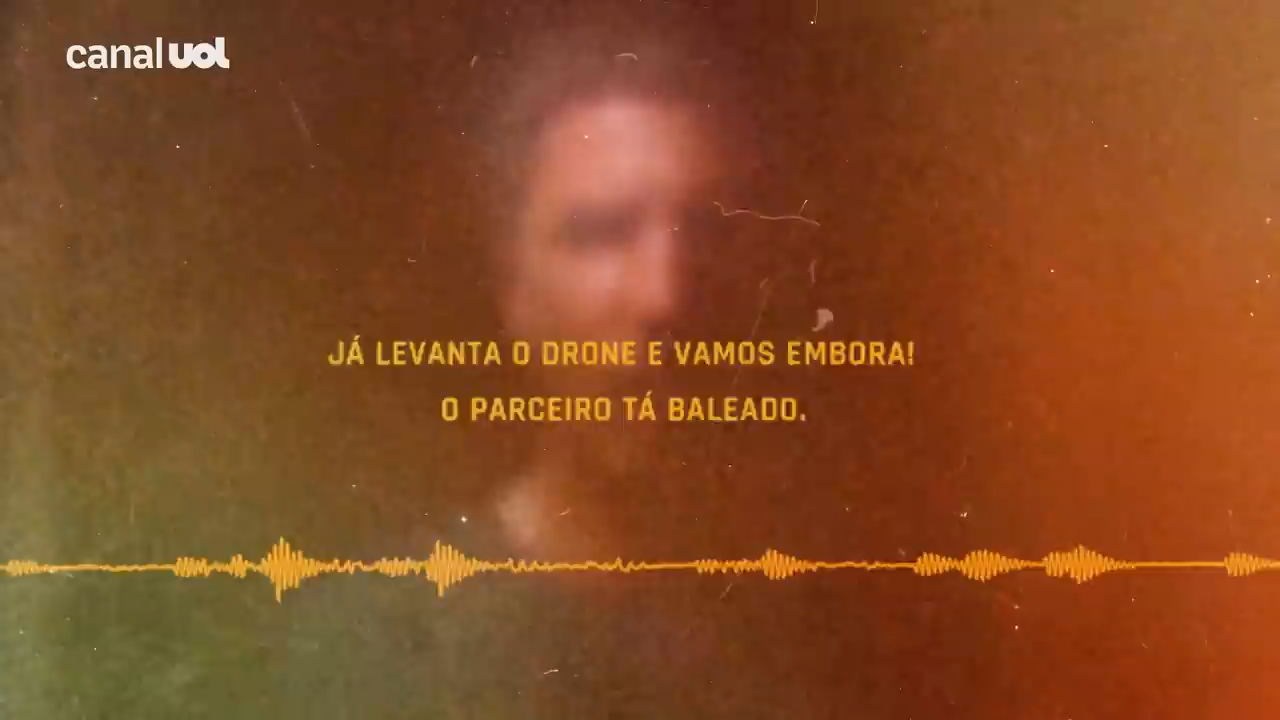 canal uol
JÁ LEVANTA O DRONE E VAMOS EMBORA!
O PARCEIRO TÁ BALEADO.